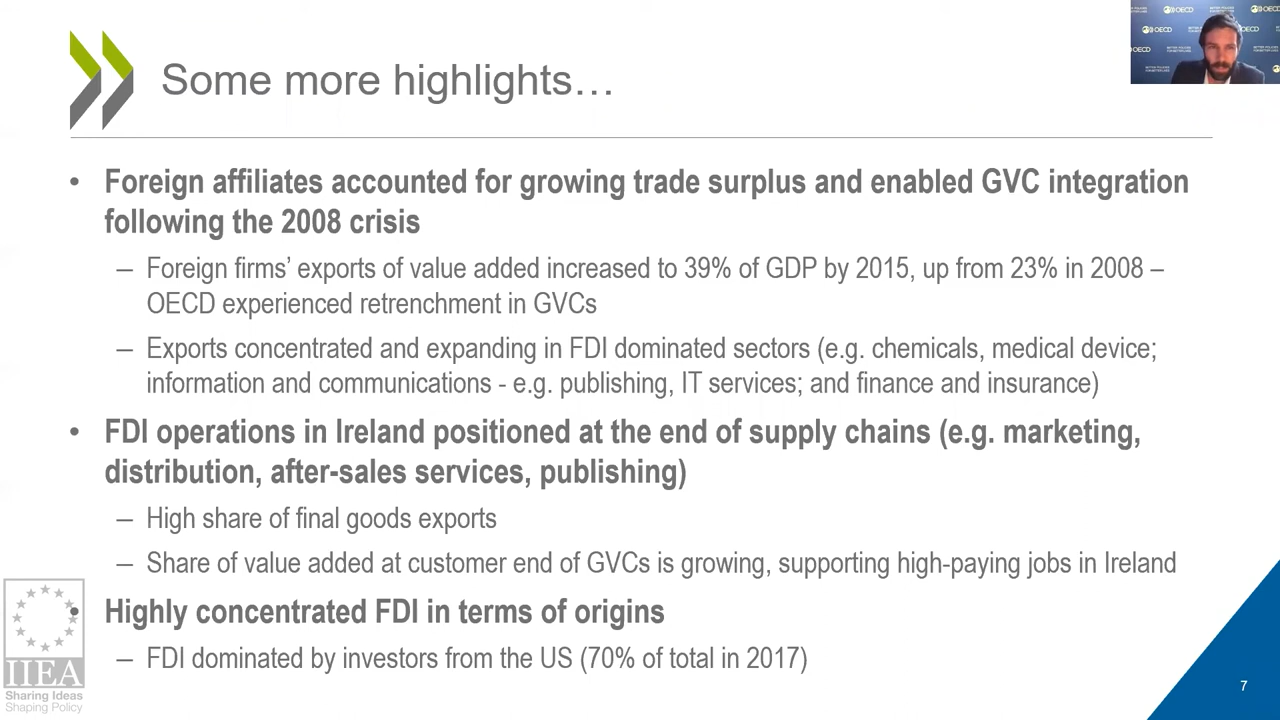 Some more highlights…
OECD
OECD
OECD
OECD
• Foreign affiliates accounted for growing trade surplus and enabled GVC integration
following the 2008 crisis
– Foreign firms’ exports of value added increased to 39% of GDP by 2015, up from 23% in 2008 –
OECD experienced retrenchment in GVCs
– Exports concentrated and expanding in FDI dominated sectors (e.g. chemicals, medical device;
information and communications - e.g. publishing, IT services; and finance and insurance)
• FDI operations in Ireland positioned at the end of supply chains (e.g. marketing,
distribution, after-sales services, publishing)
– High share of final goods exports
– Share of value added at customer end of GVCs is growing, supporting high-paying jobs in Ireland
• Highly concentrated FDI in terms of origins
– FDI dominated by investors from the US (70% of total in 2017)
IIEA
Sharing Ideas
Shaping Policy
7